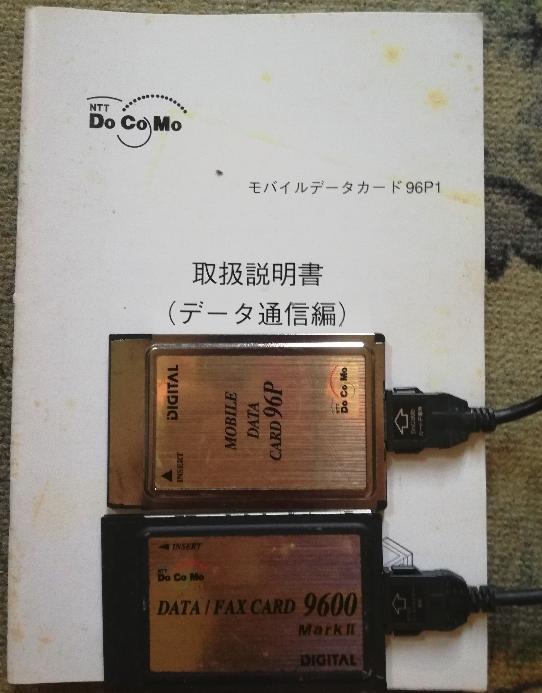 NTT
DoCoMo
モバイルデータカード 96P1
取扱説明書
（データ通信編）
DIGITAL
MOBILE
DATA
CARD 96P
NTT
DoCoMo
INSERT
INSERT
NTT
DoCoMo
DATA / FAX CARD 9600
Mark II
DIGITAL